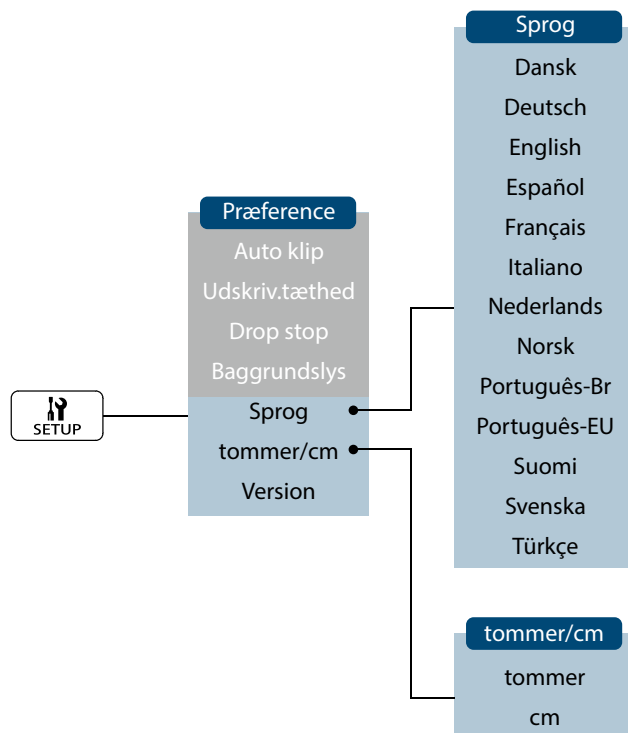 SETUP
Præference
Auto klip
Udskriv.tæthed
Drop stop
Baggrundslys
Sprog
tommer/cm
Version
Sprog
Dansk
Deutsch
English
Español
Français
Italiano
Nederlands
Norsk
Português-Br
Português-EU
Suomi
Svenska
Türkçe
tommer/cm
tommer
cm